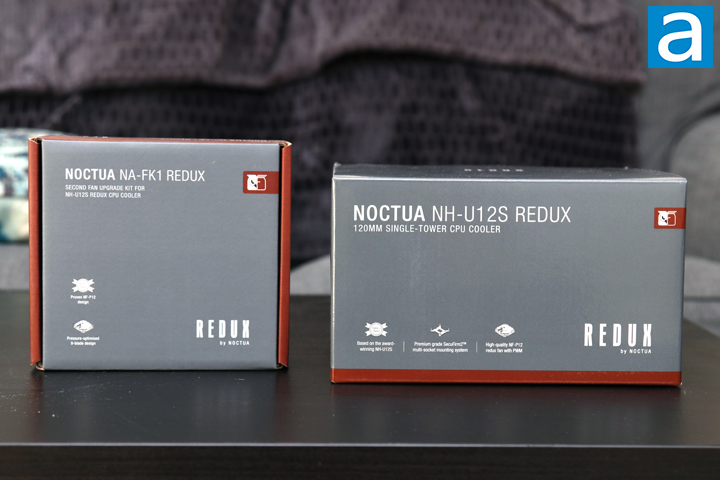 a
NOCTUA NA-FK1 REDUX
SECOND FAN UPGRADE KIT FOR
NH-U12S REDUX CPU COOLER
Proven NF-P12
design
Pressure-optimised
9-blade design
REDUX
by NOCTUA
REDUX
NOCTUA NH-U12S REDUX
120MM SINGLE-TOWER CPU COOLER
Based on the award-
winning NH-U12S
Premium grade SecuFirm2™
multi-socket mounting system
High-quality NF-P12
redux fan with PWM
REDUX
by NOCTUA